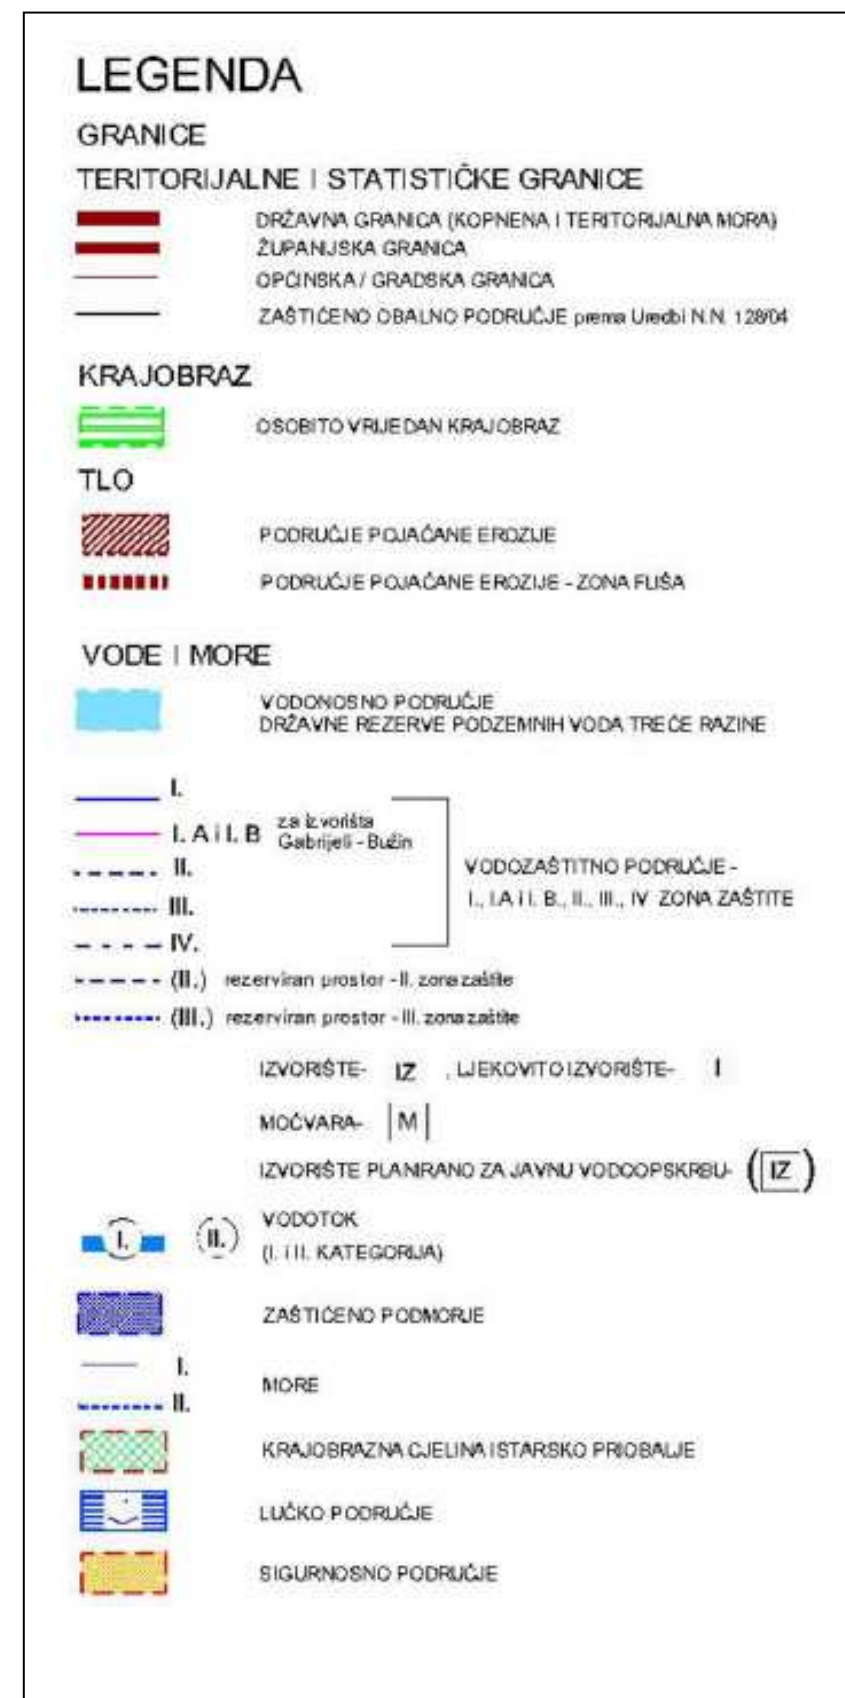 LEGENDA
GRANICE
TERITORIJALNE I STATISTIČKE GRANICE
DRŽAVNA GRANICA (KOPNENA I TERITORIJALNA MORA)
ŽUPANIJSKA GRANICA
OPĆINSKA / GRADSKA GRANICA
ZAŠTIĆENO OBALNO PODRUČJE prema Uredbi N.N. 128/04
KRAJOBRAZ
OSOBITO VRIJEDAN KRAJOBRAZ
TLO
PODRUČJE POJAČANE EROZIJE
PODRUČJE POJAČANE EROZIJE - ZONA FLIŠA
VODE I MORE
VODONOSNO PODRUČJE
DRŽAVNE REZERVE PODZEMNIH VODA TREĆE RAZINE
I.
I. A i I. B za izvorišta
Gabrijeli - Bužin
II.
VODOZAŠTITNO PODRUČJE -
I., I.A i I. B., II., III., IV ZONA ZAŠTITE
III.
IV.
(II.) rezerviran prostor - II. zona zaštite
(III.) rezerviran prostor - III. zona zaštite
IZVORIŠTE- IZ , LJEKOVITO IZVORIŠTE- I
MOČVARA- M
IZVORIŠTE PLANIRANO ZA JAVNU VODOOPSKRBU- (IZ)
I. (II.) VODOTOK
(I. i II. KATEGORIJA)
ZAŠTIĆENO PODMORJE
I.
MORE
II.
KRAJOBRAZNA CJELINA ISTARSKO PRIOBALJE
LUČKO PODRUČJE
SIGURNOSNO PODRUČJE